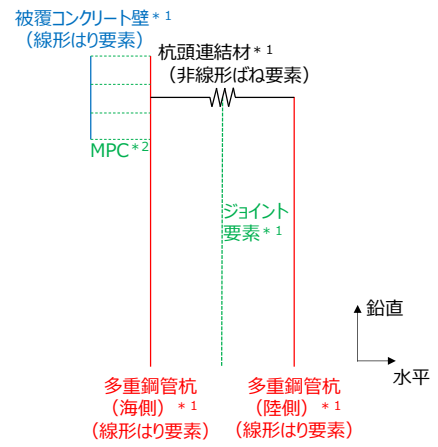 被覆コンクリート壁*1
（線形はり要素）
杭頭連結材*1
（非線形ばね要素）
MPC*2
ジョイント
要素*1
鉛直
水平
多重鋼管杭
（海側）*1
（線形はり要素）
多重鋼管杭
（陸側）*1
（線形はり要素）